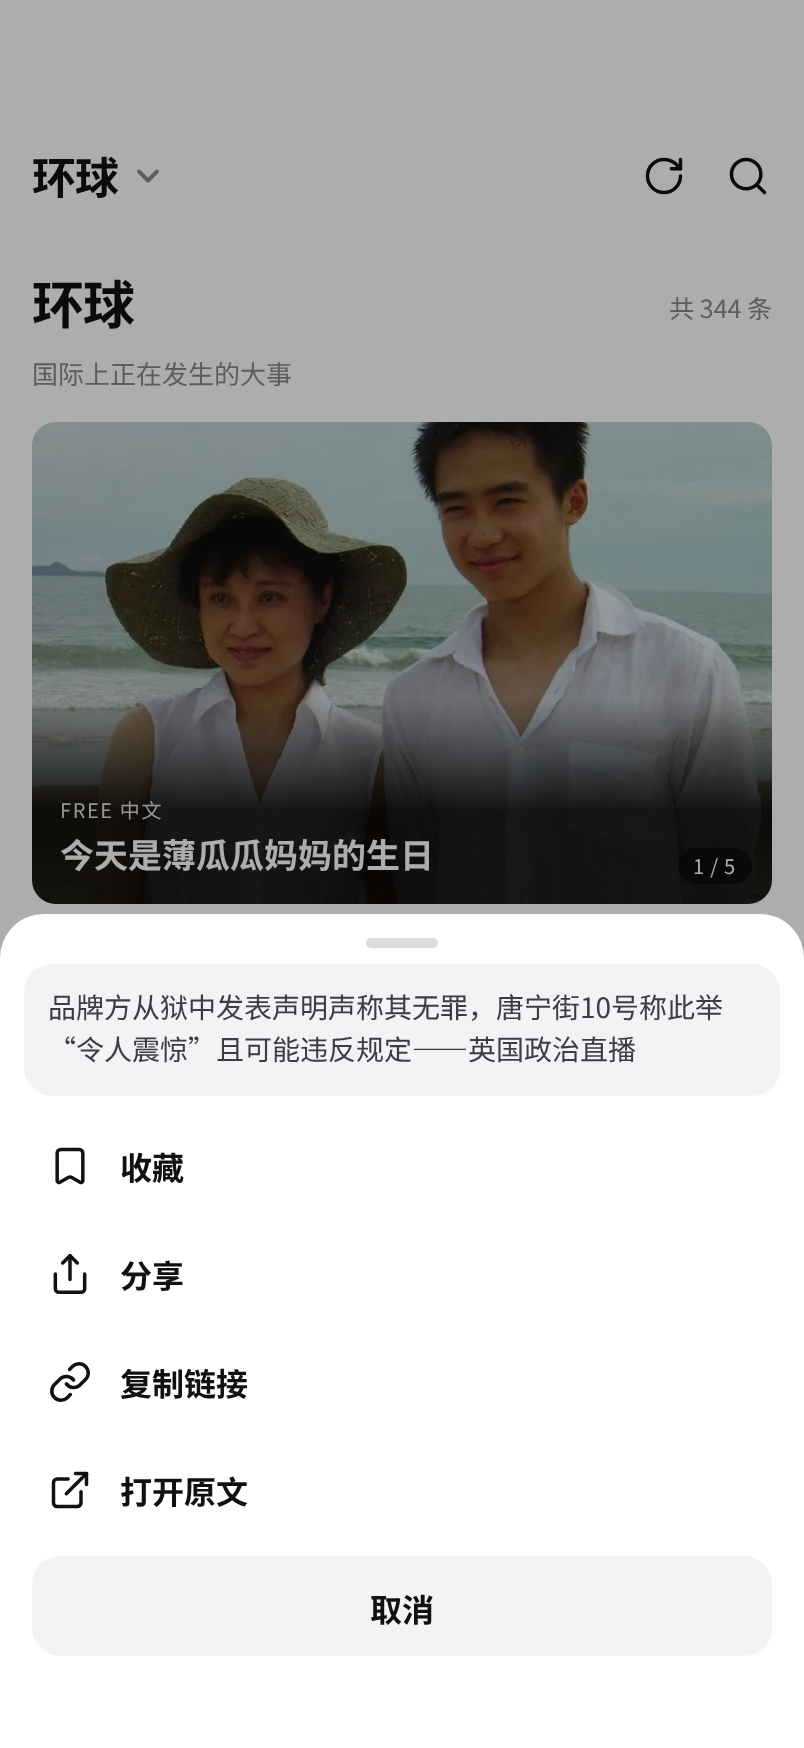 环球
环球
共 344 条
国际上正在发生的大事
FREE 中文
今天是薄瓜瓜妈妈的生日
1 / 5
品牌方从狱中发表声明声称其无罪，唐宁街10号称此举
“令人震惊”且可能违反规定——英国政治直播
收藏
分享
复制链接
打开原文
取消